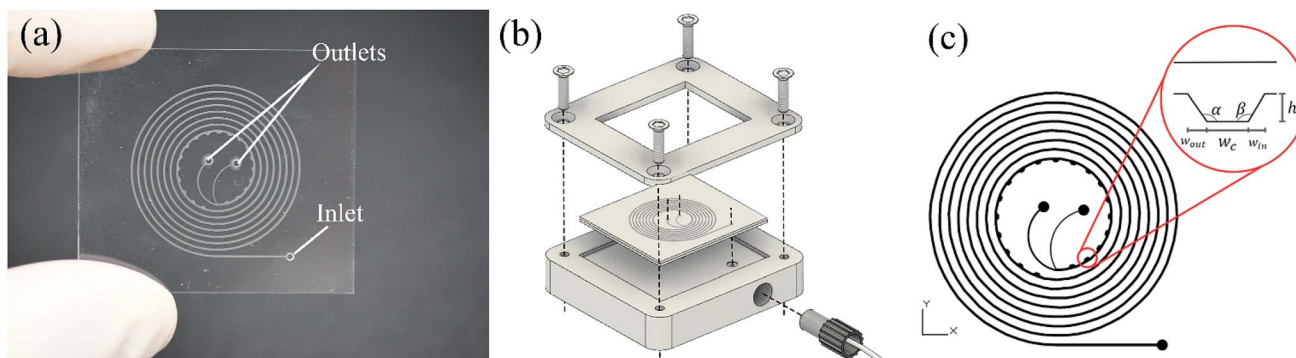 (a)
Outlets
Inlet
(b)
(c)
α β h
w_out w_c w_in
Y
X